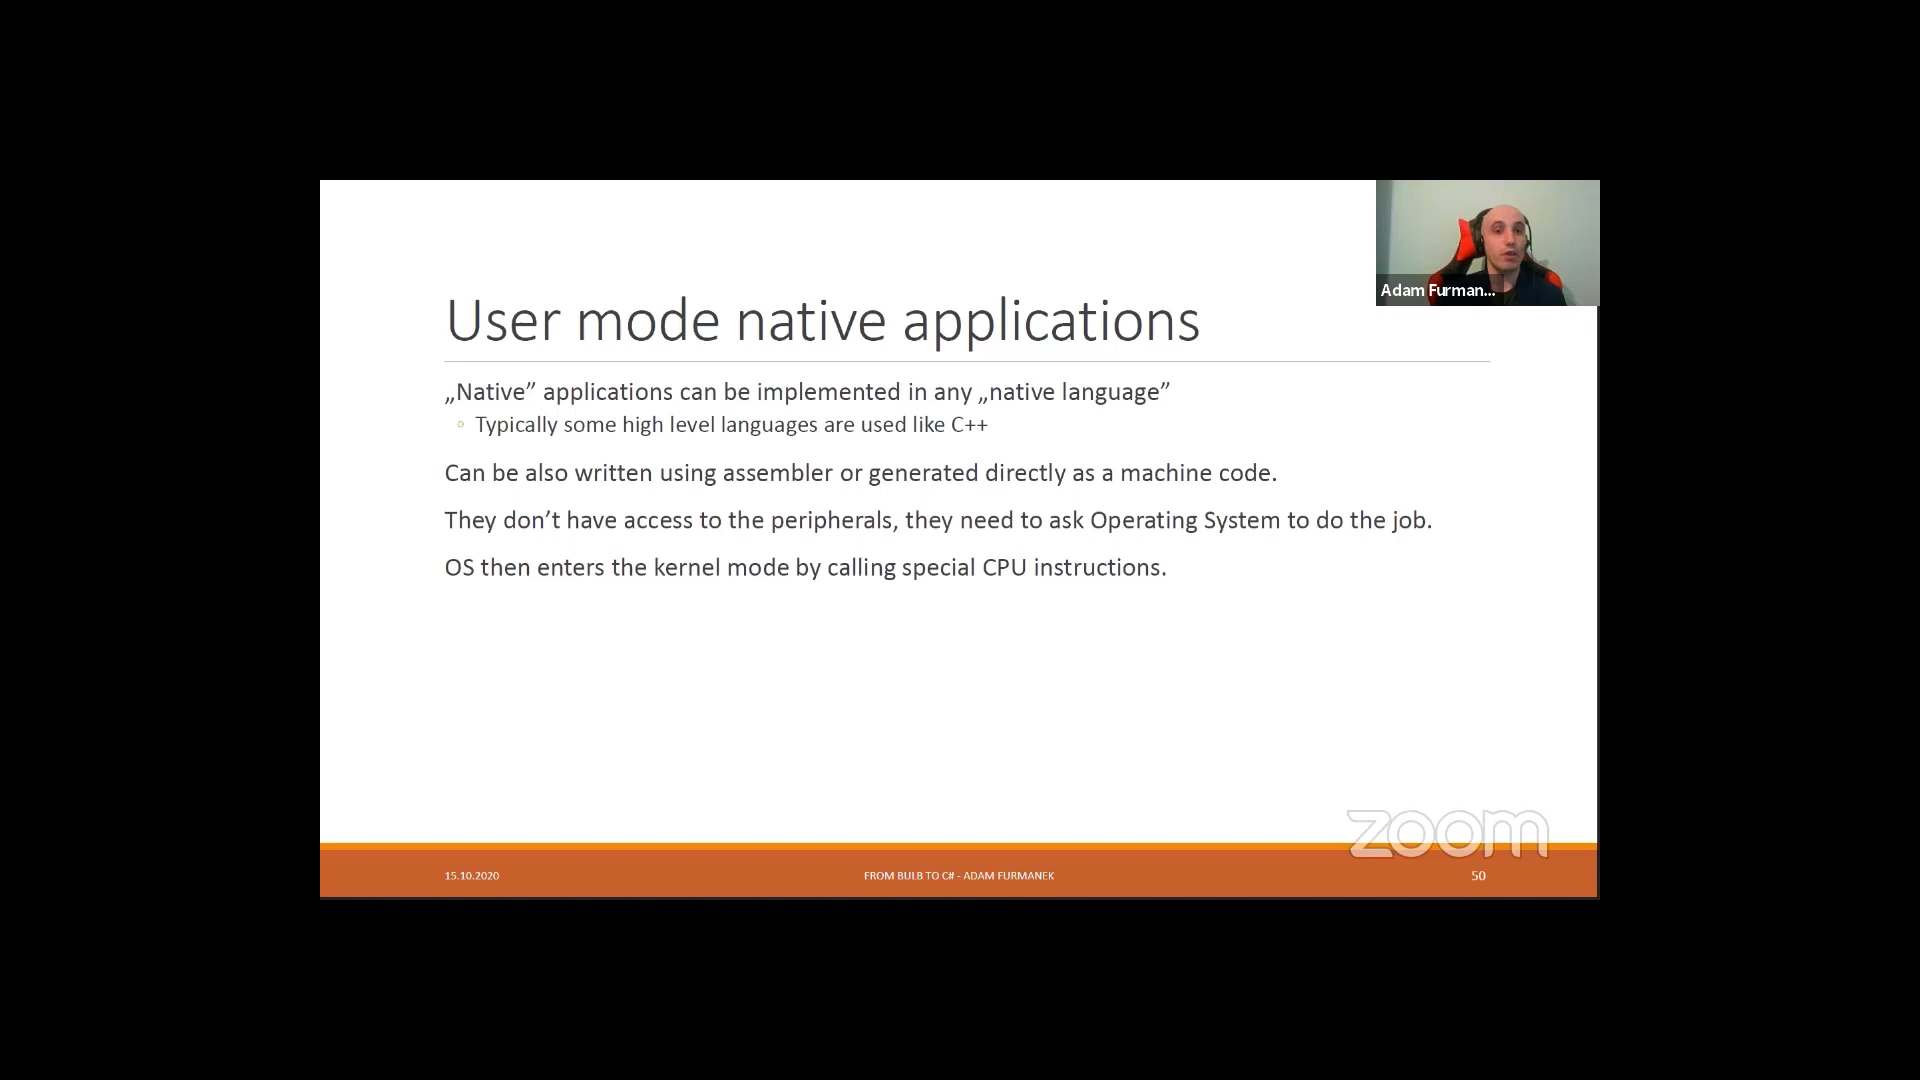 Adam Furman...
User mode native applications
„Native” applications can be implemented in any „native language”
Typically some high level languages are used like C++
Can be also written using assembler or generated directly as a machine code.
They don’t have access to the peripherals, they need to ask Operating System to do the job.
OS then enters the kernel mode by calling special CPU instructions.
zoom
15.10.2020
FROM BULB TO C# - ADAM FURMANEK
50